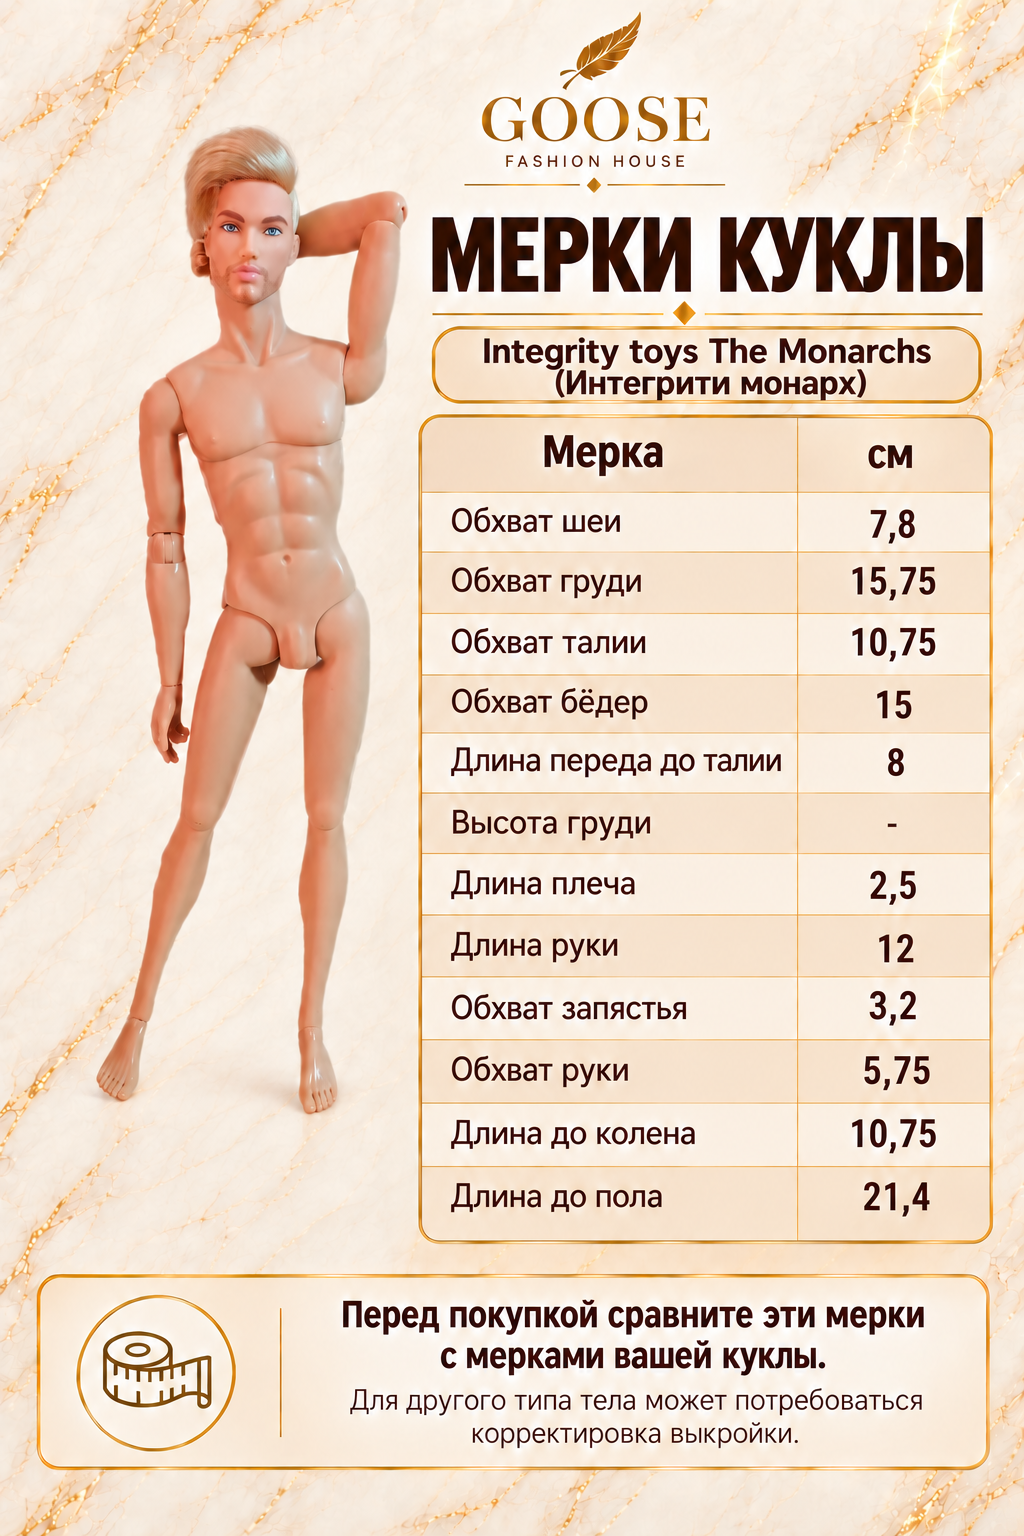 GOOSE
FASHION HOUSE
МЕРКИ КУКЛЫ
Integrity toys The Monarchs
(Интегрити монарх)
Мерка см
Обхват шеи 7,8
Обхват груди 15,75
Обхват талии 10,75
Обхват бёдер 15
Длина переда до талии 8
Высота груди -
Длина плеча 2,5
Длина руки 12
Обхват запястья 3,2
Обхват руки 5,75
Длина до колена 10,75
Длина до пола 21,4
Перед покупкой сравните эти мерки
с мерками вашей куклы.
Для другого типа тела может потребоваться
корректировка выкройки.